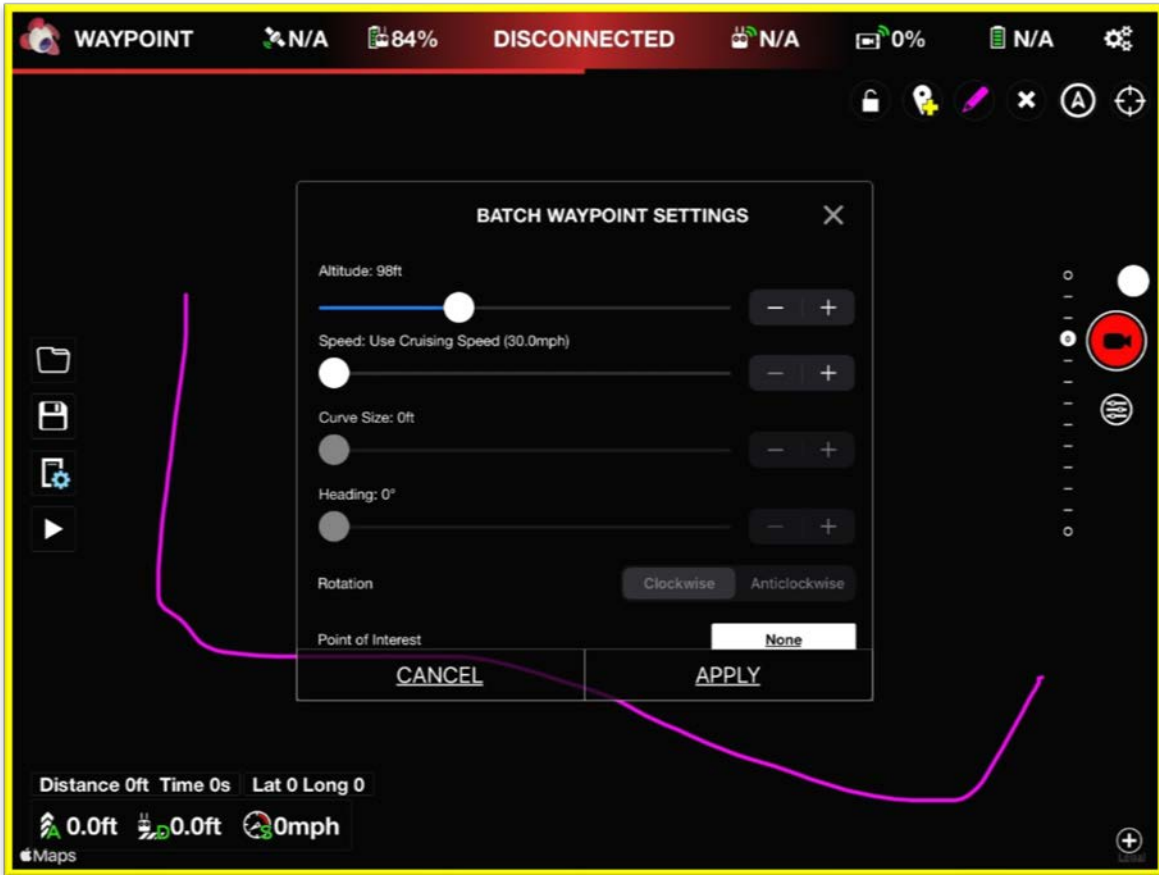 WAYPOINT N/A 84% DISCONNECTED N/A 0% N/A
A
BATCH WAYPOINT SETTINGS
Altitude: 98ft
− +
Speed: Use Cruising Speed (30.0mph)
− +
Curve Size: 0ft
− +
Heading: 0°
− +
Rotation Clockwise Anticlockwise
Point of Interest None
CANCEL APPLY
Distance 0ft Time 0s Lat 0 Long 0
A 0.0ft D 0.0ft S 0mph
Maps
Legal